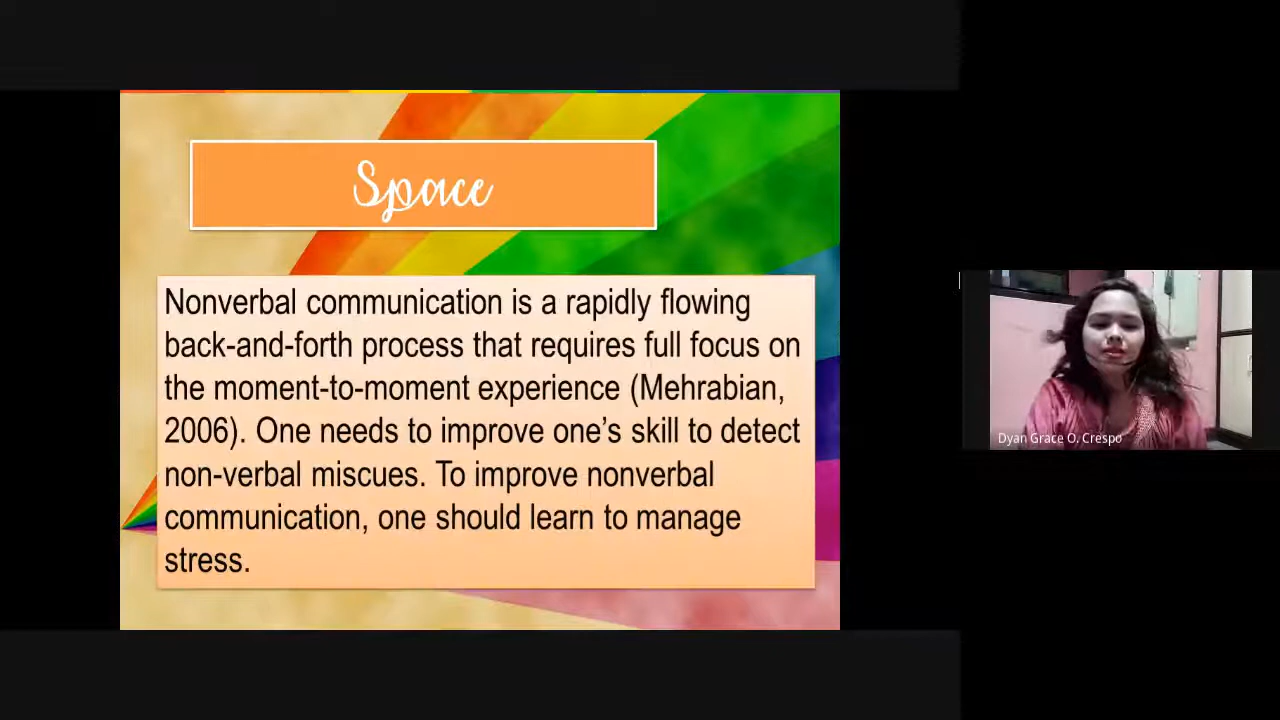 Space
Nonverbal communication is a rapidly flowing
back-and-forth process that requires full focus on
the moment-to-moment experience (Mehrabian,
2006). One needs to improve one’s skill to detect
non-verbal miscues. To improve nonverbal
communication, one should learn to manage
stress.
Dyan Grace O. Crespo